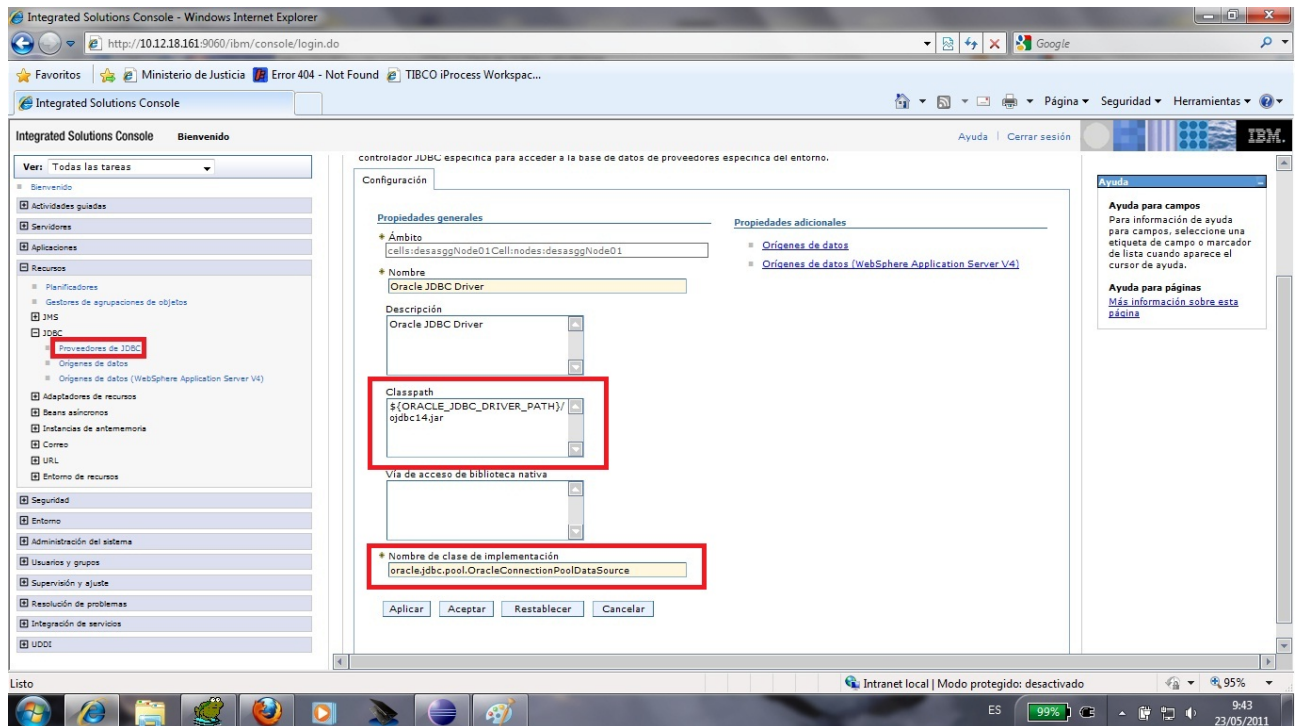 Integrated Solutions Console - Windows Internet Explorer
http://10.12.18.161:9060/ibm/console/login.do
Google
Favoritos
Ministerio de Justicia
Error 404 - Not Found
TIBCO iProcess Workspac...
Integrated Solutions Console
Página
Seguridad
Herramientas
Integrated Solutions Console
Bienvenido
Ayuda
Cerrar sesión
IBM.
Ver: Todas las tareas
Bienvenido
Actividades guiadas
Servidores
Aplicaciones
Recursos
Planificadores
Gestores de agrupaciones de objetos
JMS
JDBC
Proveedores de JDBC
Orígenes de datos
Orígenes de datos (WebSphere Application Server V4)
Adaptadores de recursos
Beans asíncronos
Instancias de antememoria
Correo
URL
Entorno de recursos
Seguridad
Entorno
Administración del sistema
Usuarios y grupos
Supervisión y ajuste
Resolución de problemas
Integración de servicios
UDDI
controlador JDBC específica para acceder a la base de datos de proveedores específica del entorno.
Configuración
Propiedades generales
* Ámbito
cells:desasggNode01Cell:nodes:desasggNode01
* Nombre
Oracle JDBC Driver
Descripción
Oracle JDBC Driver
Classpath
${ORACLE_JDBC_DRIVER_PATH}/
ojdbc14.jar
Vía de acceso de biblioteca nativa
* Nombre de clase de implementación
oracle.jdbc.pool.OracleConnectionPoolDataSource
Aplicar
Aceptar
Restablecer
Cancelar
Propiedades adicionales
Orígenes de datos
Orígenes de datos (WebSphere Application Server V4)
Ayuda
Ayuda para campos
Para información de ayuda
para campos, seleccione una
etiqueta de campo o marcador
de lista cuando aparece el
cursor de ayuda.
Ayuda para páginas
Más información sobre esta
página
Listo
Intranet local | Modo protegido: desactivado
95%
ES
99%
9:43
23/05/2011